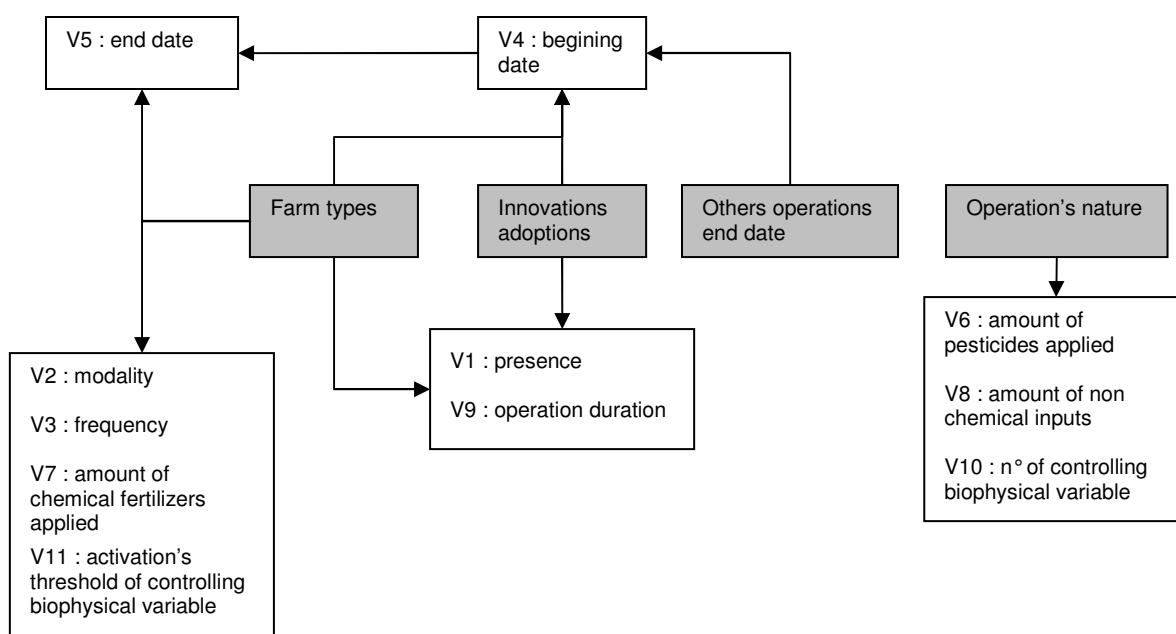 V5 : end date
V4 : begining
date
Farm types
Innovations
adoptions
Others operations
end date
Operation's nature
V2 : modality
V3 : frequency
V7 : amount of
chemical fertilizers
applied
V11 : activation's
threshold of controlling
biophysical variable
V1 : presence
V9 : operation duration
V6 : amount of
pesticides applied
V8 : amount of non
chemical inputs
V10 : n° of controlling
biophysical variable